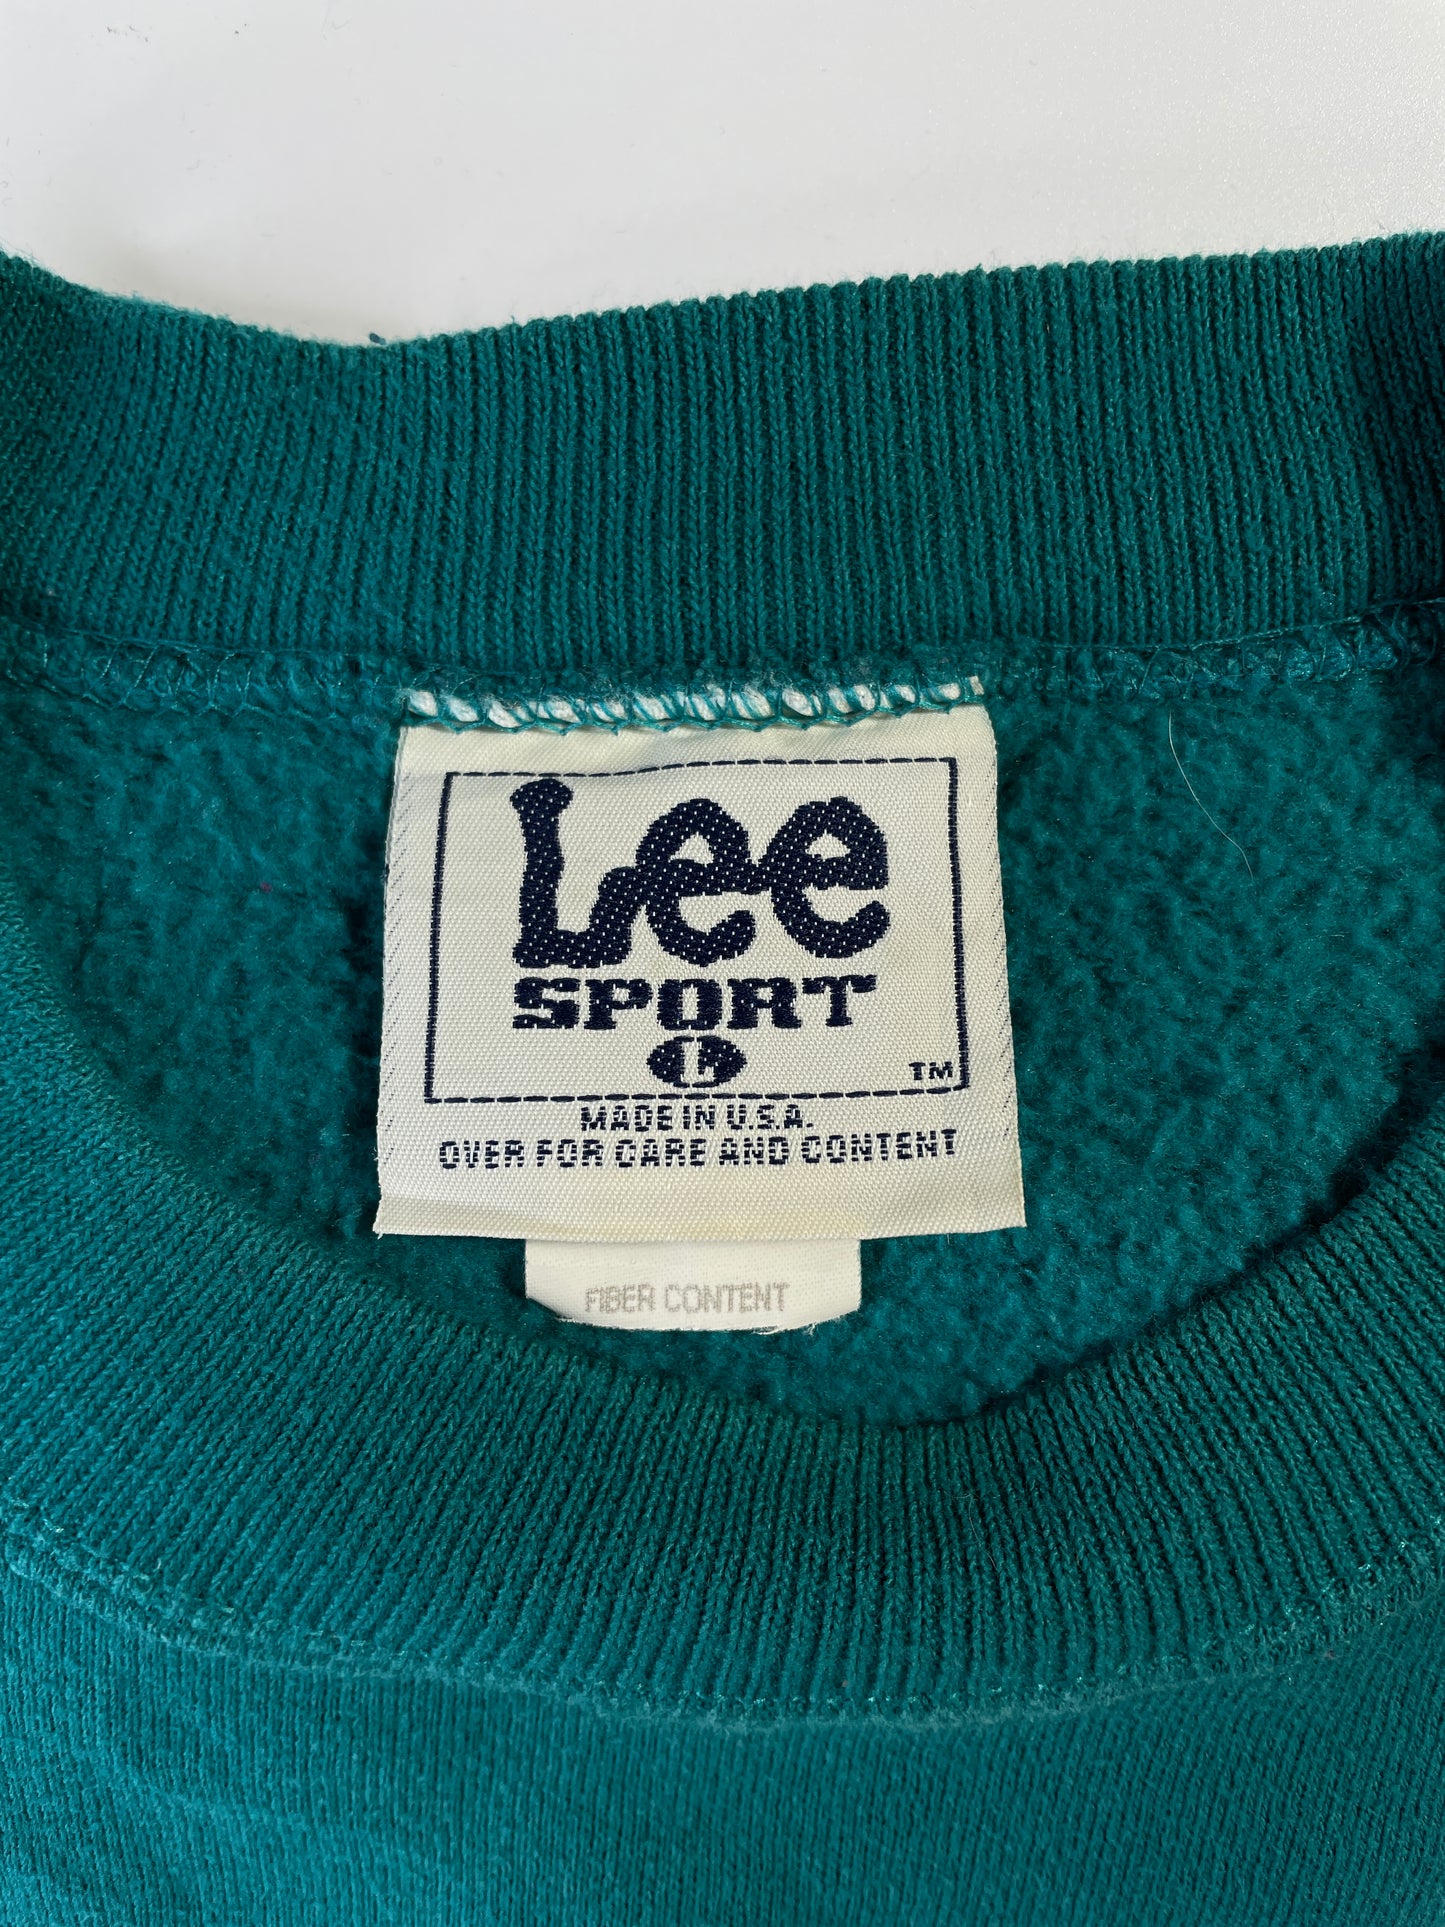 Lee
SPORT
L
TM
MADE IN U.S.A.
OVER FOR CARE AND CONTENT
FIBER CONTENT